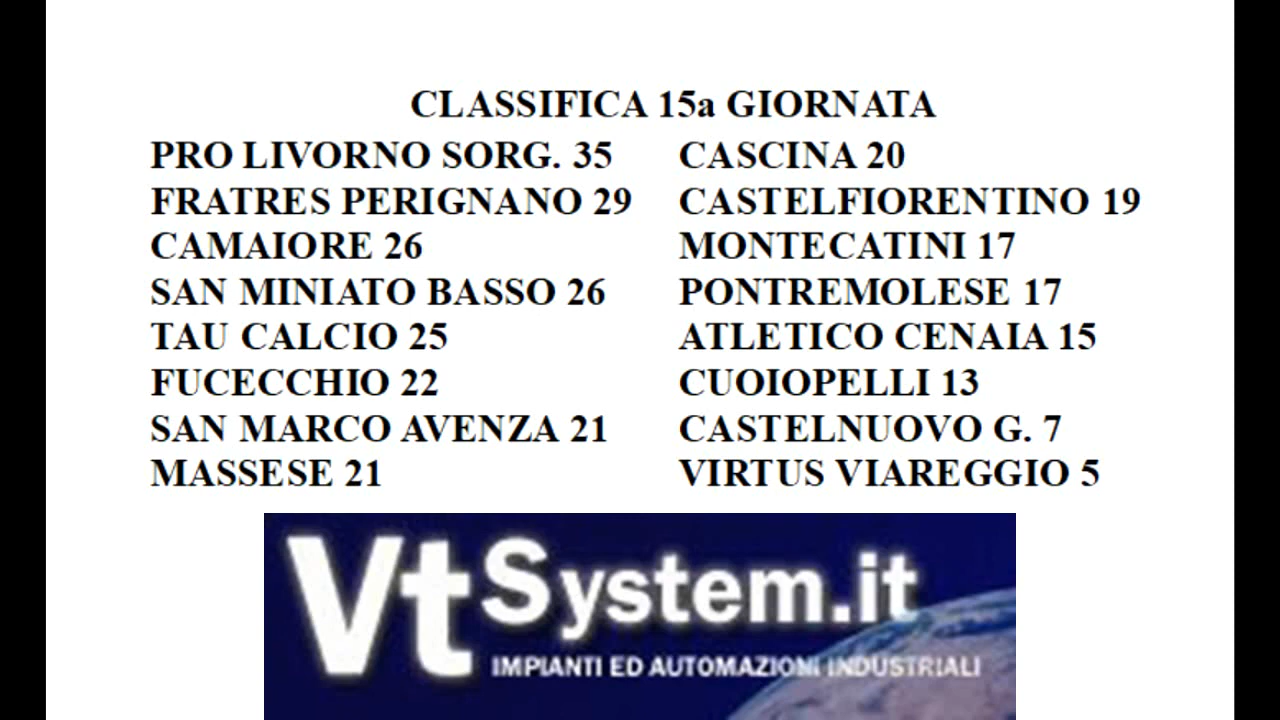 CLASSIFICA 15a GIORNATA
PRO LIVORNO SORG. 35
FRATRES PERIGNANO 29
CAMAIORE 26
SAN MINIATO BASSO 26
TAU CALCIO 25
FUCECCHIO 22
SAN MARCO AVENZA 21
MASSESE 21
CASCINA 20
CASTELFIORENTINO 19
MONTECATINI 17
PONTREMOLESE 17
ATLETICO CENAIA 15
CUOIOPELLI 13
CASTELNUOVO G. 7
VIRTUS VIAREGGIO 5
VtSystem.it
IMPIANTI ED AUTOMAZIONI INDUSTRIALI